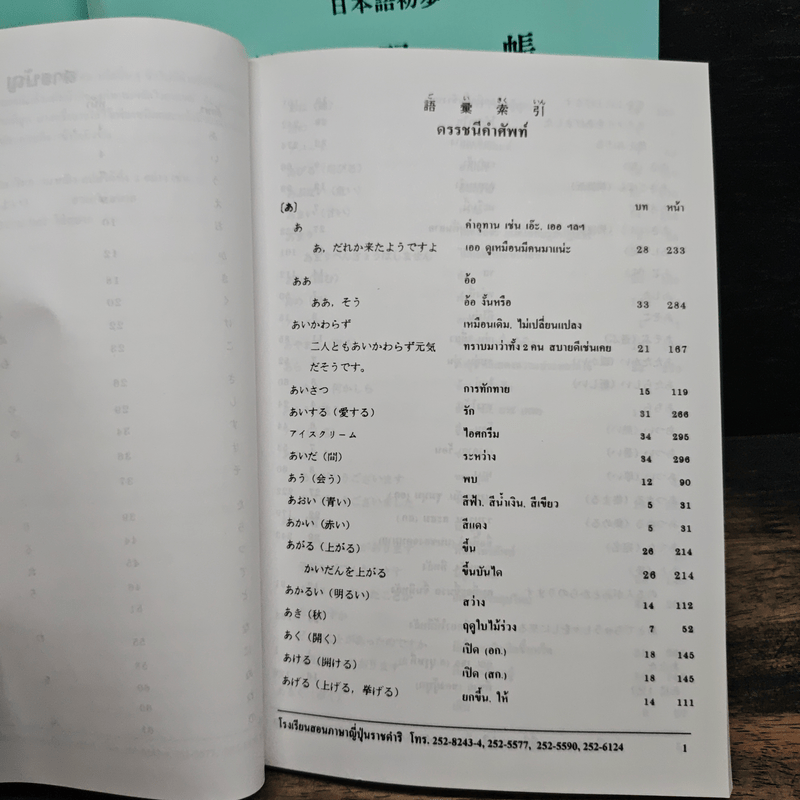 日本語初歩
帳
ごい さく いん
語彙索引
ดรรชนีคำศัพท์
[あ] บท หน้า
あ คำอุทาน เช่น เอ๊ะ, เออ ฯลฯ
あ, だれか来たようですよ เออ ดูเหมือนมีคนมาแน่ะ 28 233
ああ อ้อ
ああ, そう อ้อ งั้นหรือ 33 284
あいかわらず เหมือนเดิม, ไม่เปลี่ยนแปลง
二人ともあいかわらず元気 ทราบมาว่าทั้ง 2 คน สบายดีเช่นเคย 21 167
だそうです。
あいさつ การทักทาย 15 119
あいする (愛する) รัก 31 266
アイスクリーム ไอศกรีม 34 295
あいだ (間) ระหว่าง 34 296
あう (会う) พบ 12 90
あおい (青い) สีฟ้า, สีน้ำเงิน, สีเขียว 5 31
あかい (赤い) สีแดง 5 31
あがる (上がる) ขึ้น 26 214
かいだんを上がる ขึ้นบันได 26 214
あかるい (明るい) สว่าง 14 112
あき (秋) ฤดูใบไม้ร่วง 7 52
あく (開く) เปิด (อก.) 18 145
あける (開ける) เปิด (สก.) 18 145
あげる (上げる, 挙げる) ยกขึ้น, ให้ 14 111
โรงเรียนสอนภาษาญี่ปุ่นราชดำริ โทร. 252-8243-4, 252-5577, 252-5590, 252-6124 1